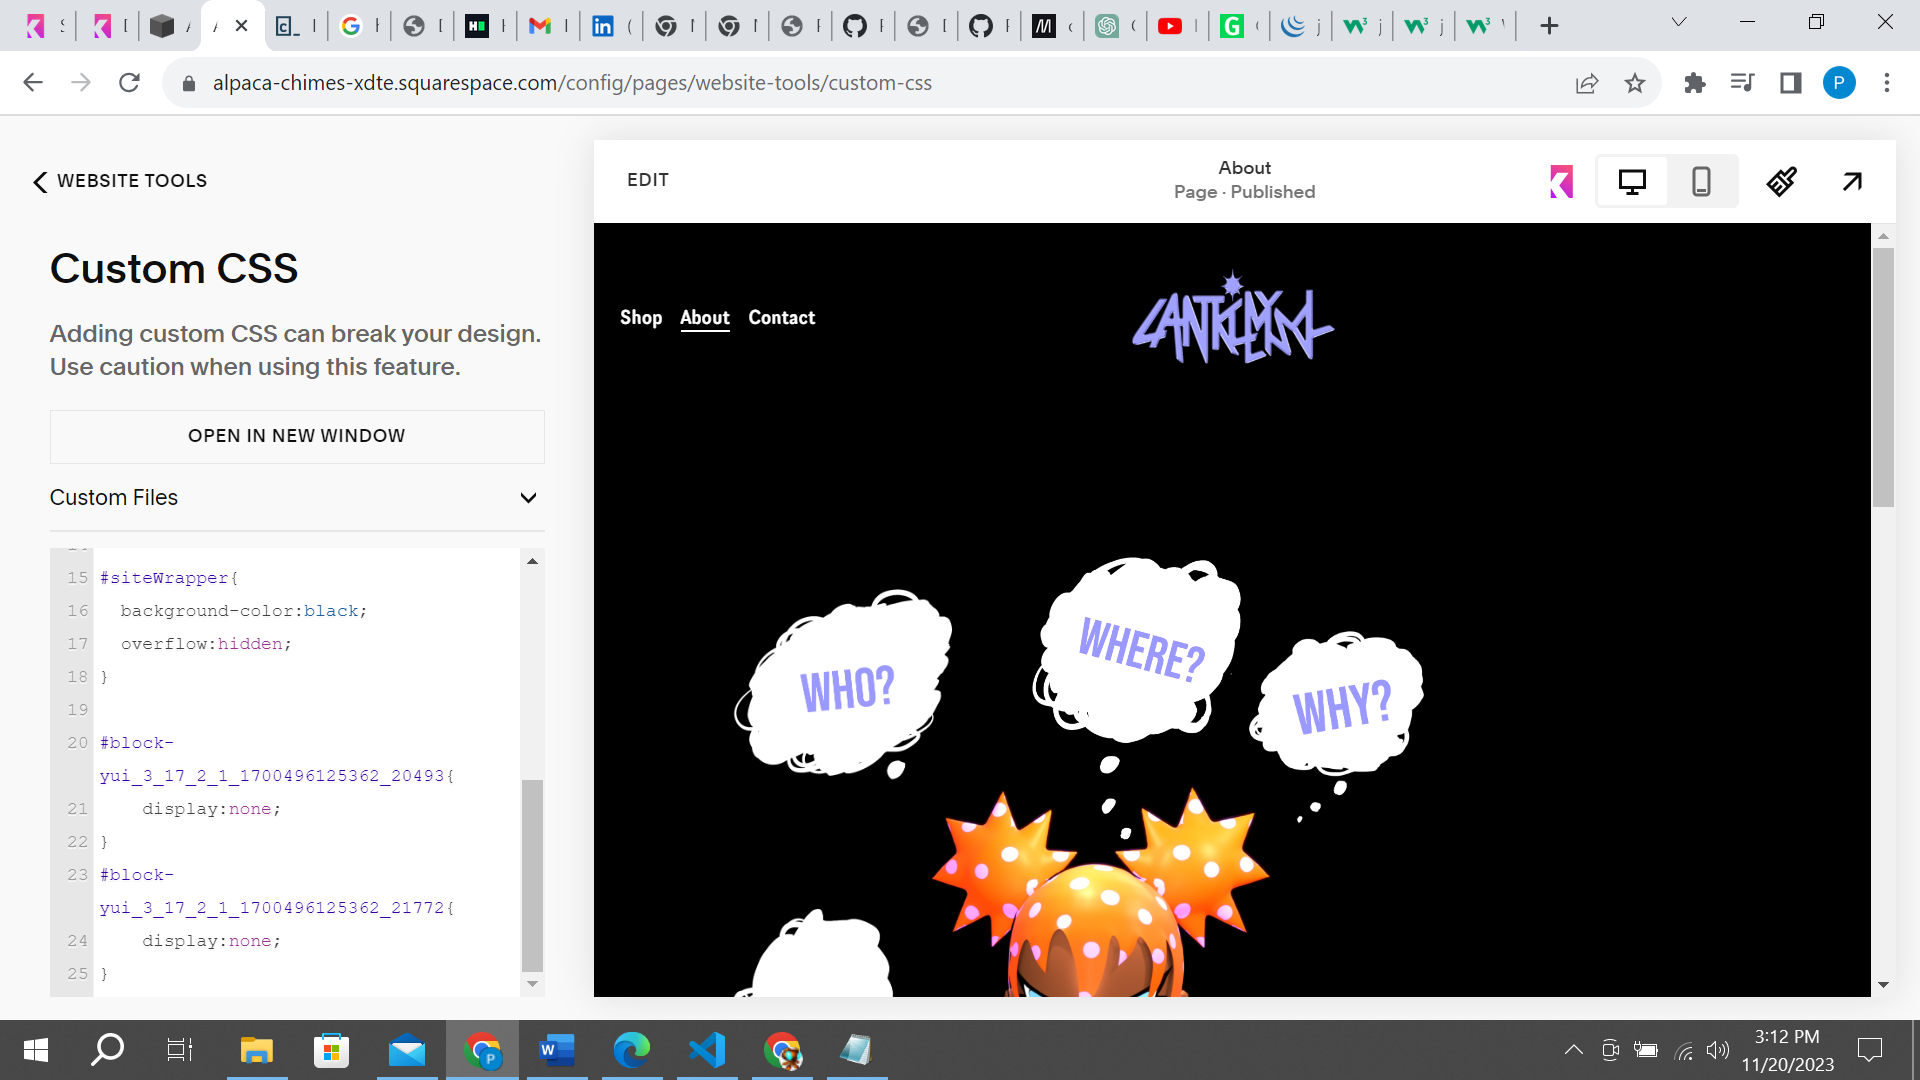 alpaca-chimes-xdte.squarespace.com/config/pages/website-tools/custom-css
P
WEBSITE TOOLS
EDIT
About
Page · Published
Custom CSS
Adding custom CSS can break your design.
Use caution when using this feature.
OPEN IN NEW WINDOW
Custom Files
15 #siteWrapper{
16 background-color:black;
17 overflow:hidden;
18 }
19
20 #block-
yui_3_17_2_1_1700496125362_20493{
21 display:none;
22 }
23 #block-
yui_3_17_2_1_1700496125362_21772{
24 display:none;
25 }
Shop About Contact
WHO?
WHERE?
WHY?
3:12 PM
11/20/2023